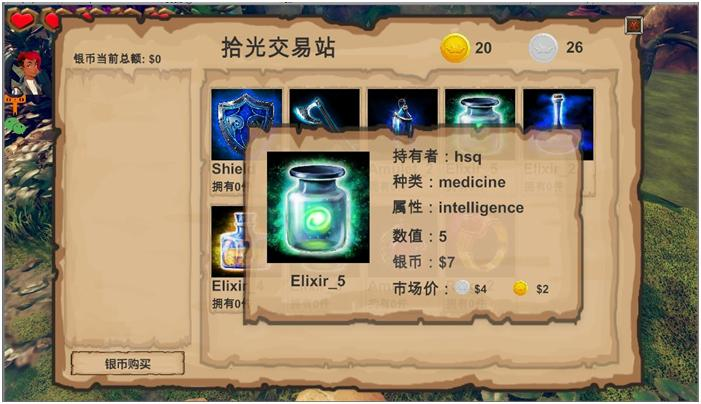 拾光交易站
20
26
银币当前总额: $0
Shield
拥有0件
Elixir_2
Elixir_4
拥有0件
持有者：hsq
种类：medicine
属性：intelligence
数值：5
银币：$7
市场价： $4 $2
Elixir_5
银币购买